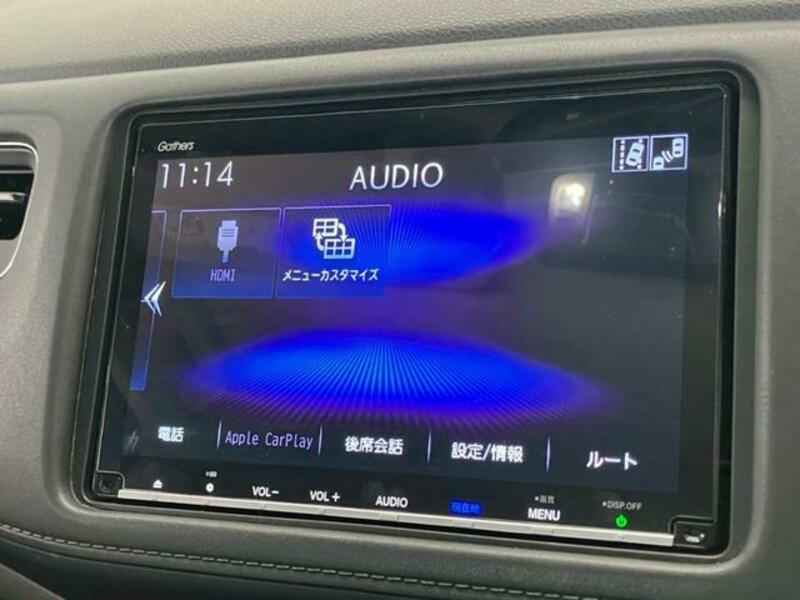 Gathers
11:14
AUDIO
HDMI
メニューカスタマイズ
電話
Apple CarPlay
後席会話
設定/情報
ルート
VOL−
VOL+
AUDIO
現在地
画質
MENU
DISP.OFF